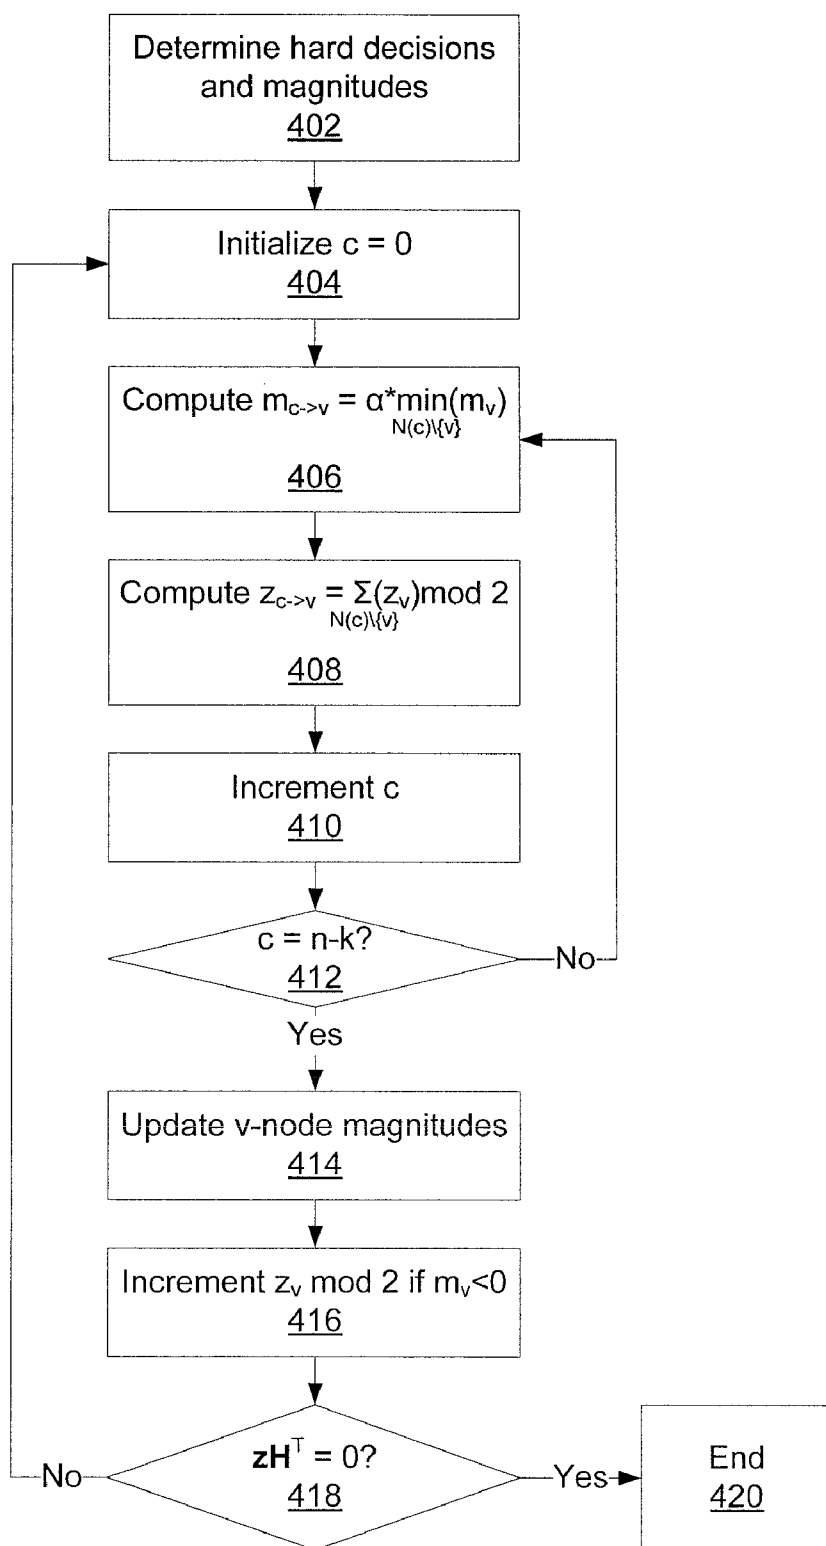 Determine hard decisions
and magnitudes
402
Initialize c = 0
404
Compute m_c->v = α*min(m_v)
N(c)\{v}
406
Compute z_c->v = Σ(z_v)mod 2
N(c)\{v}
408
Increment c
410
c = n-k?
412
No
Yes
Update v-node magnitudes
414
Increment z_v mod 2 if m_v<0
416
zH^T = 0?
418
No
Yes
End
420